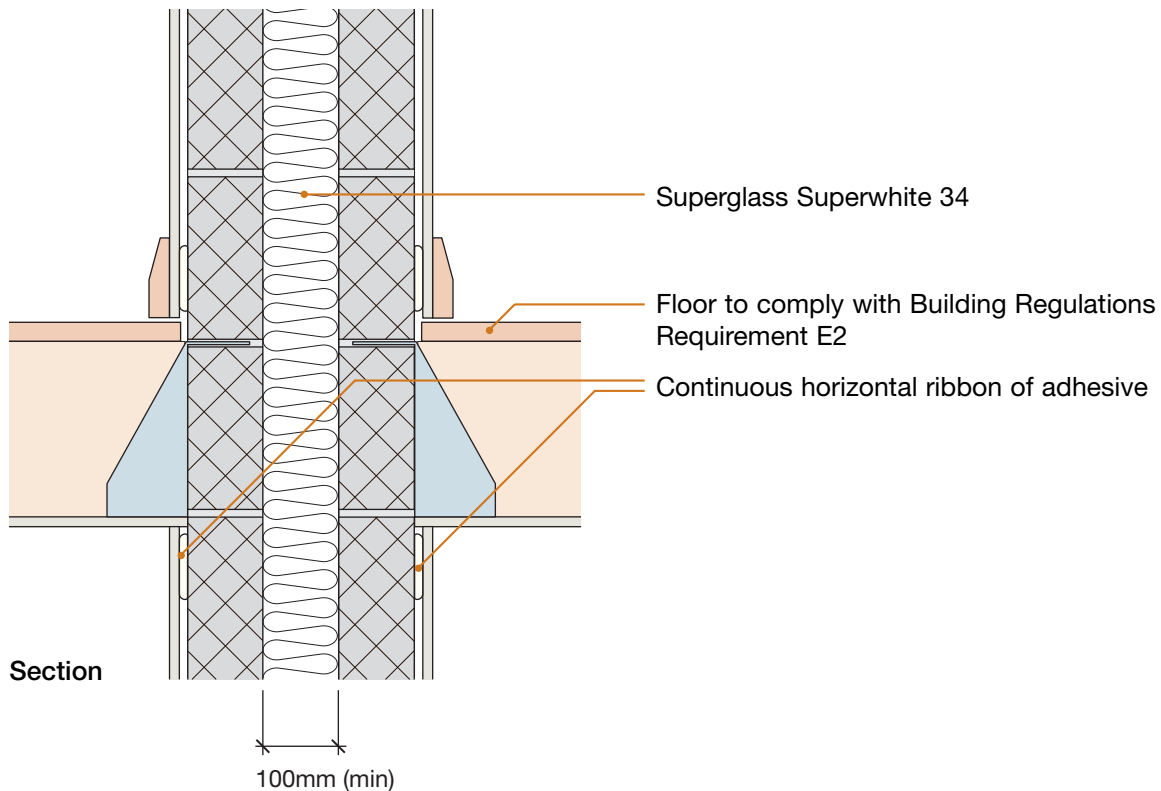 Superglass Superwhite 34
Floor to comply with Building Regulations
Requirement E2
Continuous horizontal ribbon of adhesive
Section
100mm (min)